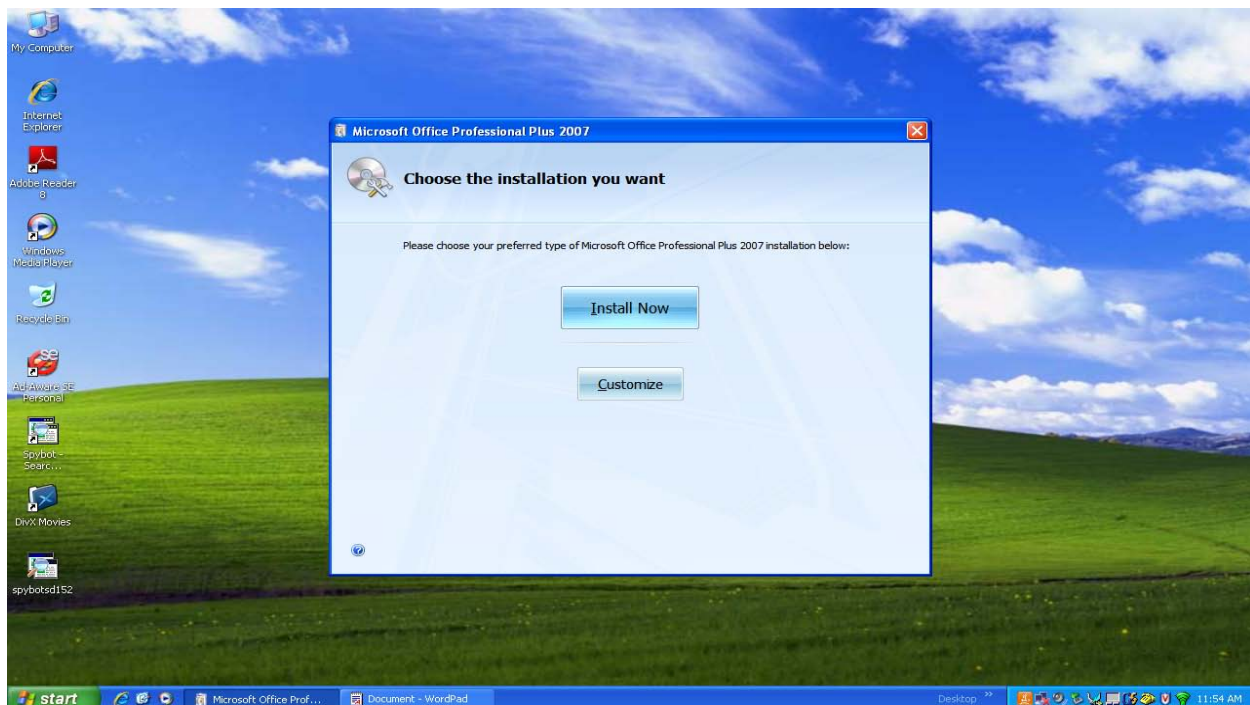 My Computer
Internet
Explorer
Adobe Reader
8
Windows
Media Player
Recycle Bin
Ad-Aware SE
Personal
Spybot -
Searc...
DivX Movies
spybotsd152
Microsoft Office Professional Plus 2007
Choose the installation you want
Please choose your preferred type of Microsoft Office Professional Plus 2007 installation below:
Install Now
Customize
start
Microsoft Office Prof...
Document - WordPad
Desktop
11:54 AM